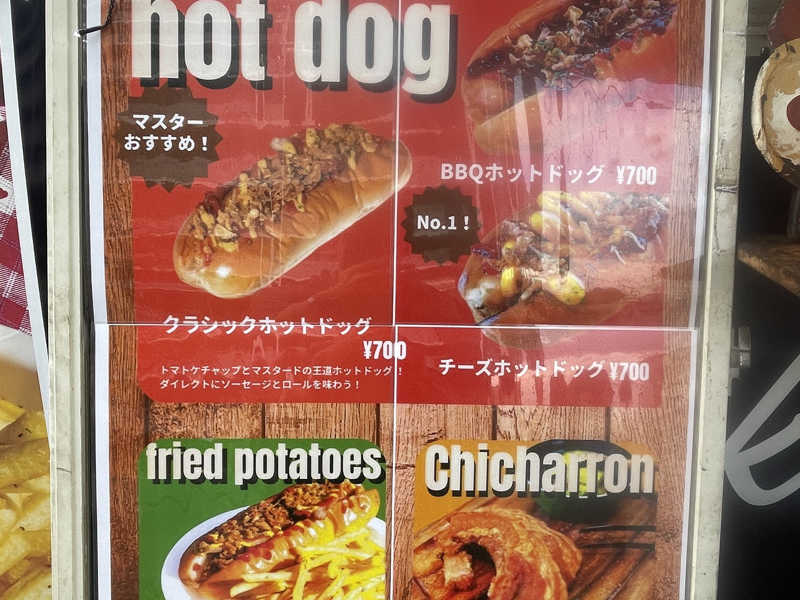 hot dog
マスター
おすすめ！
BBQホットドッグ ¥700
No.1！
クラシックホットドッグ
¥700
トマトケチャップとマスタードの王道ホットドッグ！
ダイレクトにソーセージとロールを味わう！
チーズホットドッグ ¥700
fried potatoes
Chicharron